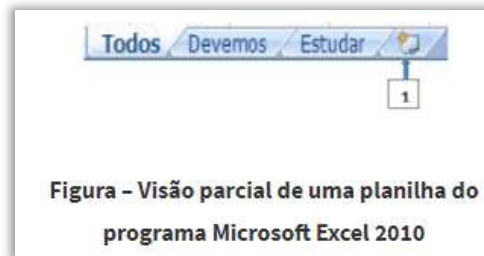 Todos Devemos Estudar
1
Figura – Visão parcial de uma planilha do
programa Microsoft Excel 2010